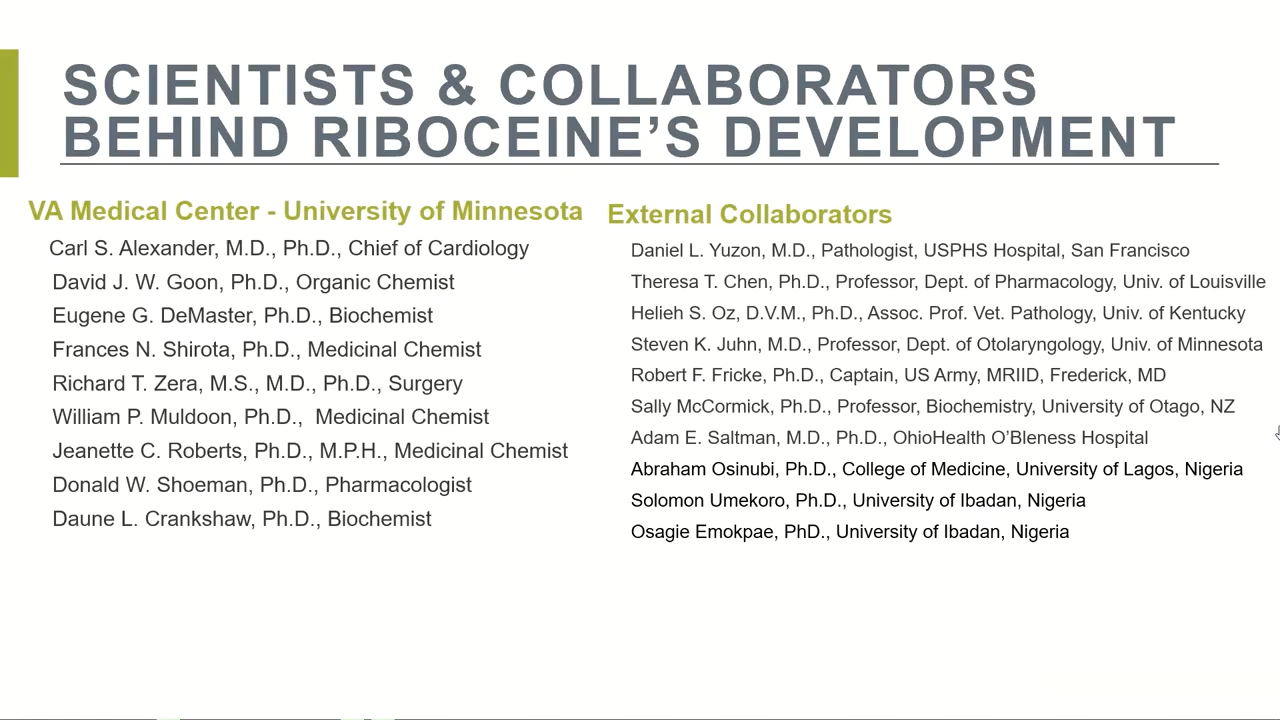 SCIENTISTS & COLLABORATORS
BEHIND RIBOCEINE’S DEVELOPMENT
VA Medical Center - University of Minnesota
Carl S. Alexander, M.D., Ph.D., Chief of Cardiology
David J. W. Goon, Ph.D., Organic Chemist
Eugene G. DeMaster, Ph.D., Biochemist
Frances N. Shirota, Ph.D., Medicinal Chemist
Richard T. Zera, M.S., M.D., Ph.D., Surgery
William P. Muldoon, Ph.D.,  Medicinal Chemist
Jeanette C. Roberts, Ph.D., M.P.H., Medicinal Chemist
Donald W. Shoeman, Ph.D., Pharmacologist
Daune L. Crankshaw, Ph.D., Biochemist
External Collaborators
Daniel L. Yuzon, M.D., Pathologist, USPHS Hospital, San Francisco
Theresa T. Chen, Ph.D., Professor, Dept. of Pharmacology, Univ. of Louisville
Helieh S. Oz, D.V.M., Ph.D., Assoc. Prof. Vet. Pathology, Univ. of Kentucky
Steven K. Juhn, M.D., Professor, Dept. of Otolaryngology, Univ. of Minnesota
Robert F. Fricke, Ph.D., Captain, US Army, MRIID, Frederick, MD
Sally McCormick, Ph.D., Professor, Biochemistry, University of Otago, NZ
Adam E. Saltman, M.D., Ph.D., OhioHealth O’Bleness Hospital
Abraham Osinubi, Ph.D., College of Medicine, University of Lagos, Nigeria
Solomon Umekoro, Ph.D., University of Ibadan, Nigeria
Osagie Emokpae, PhD., University of Ibadan, Nigeria